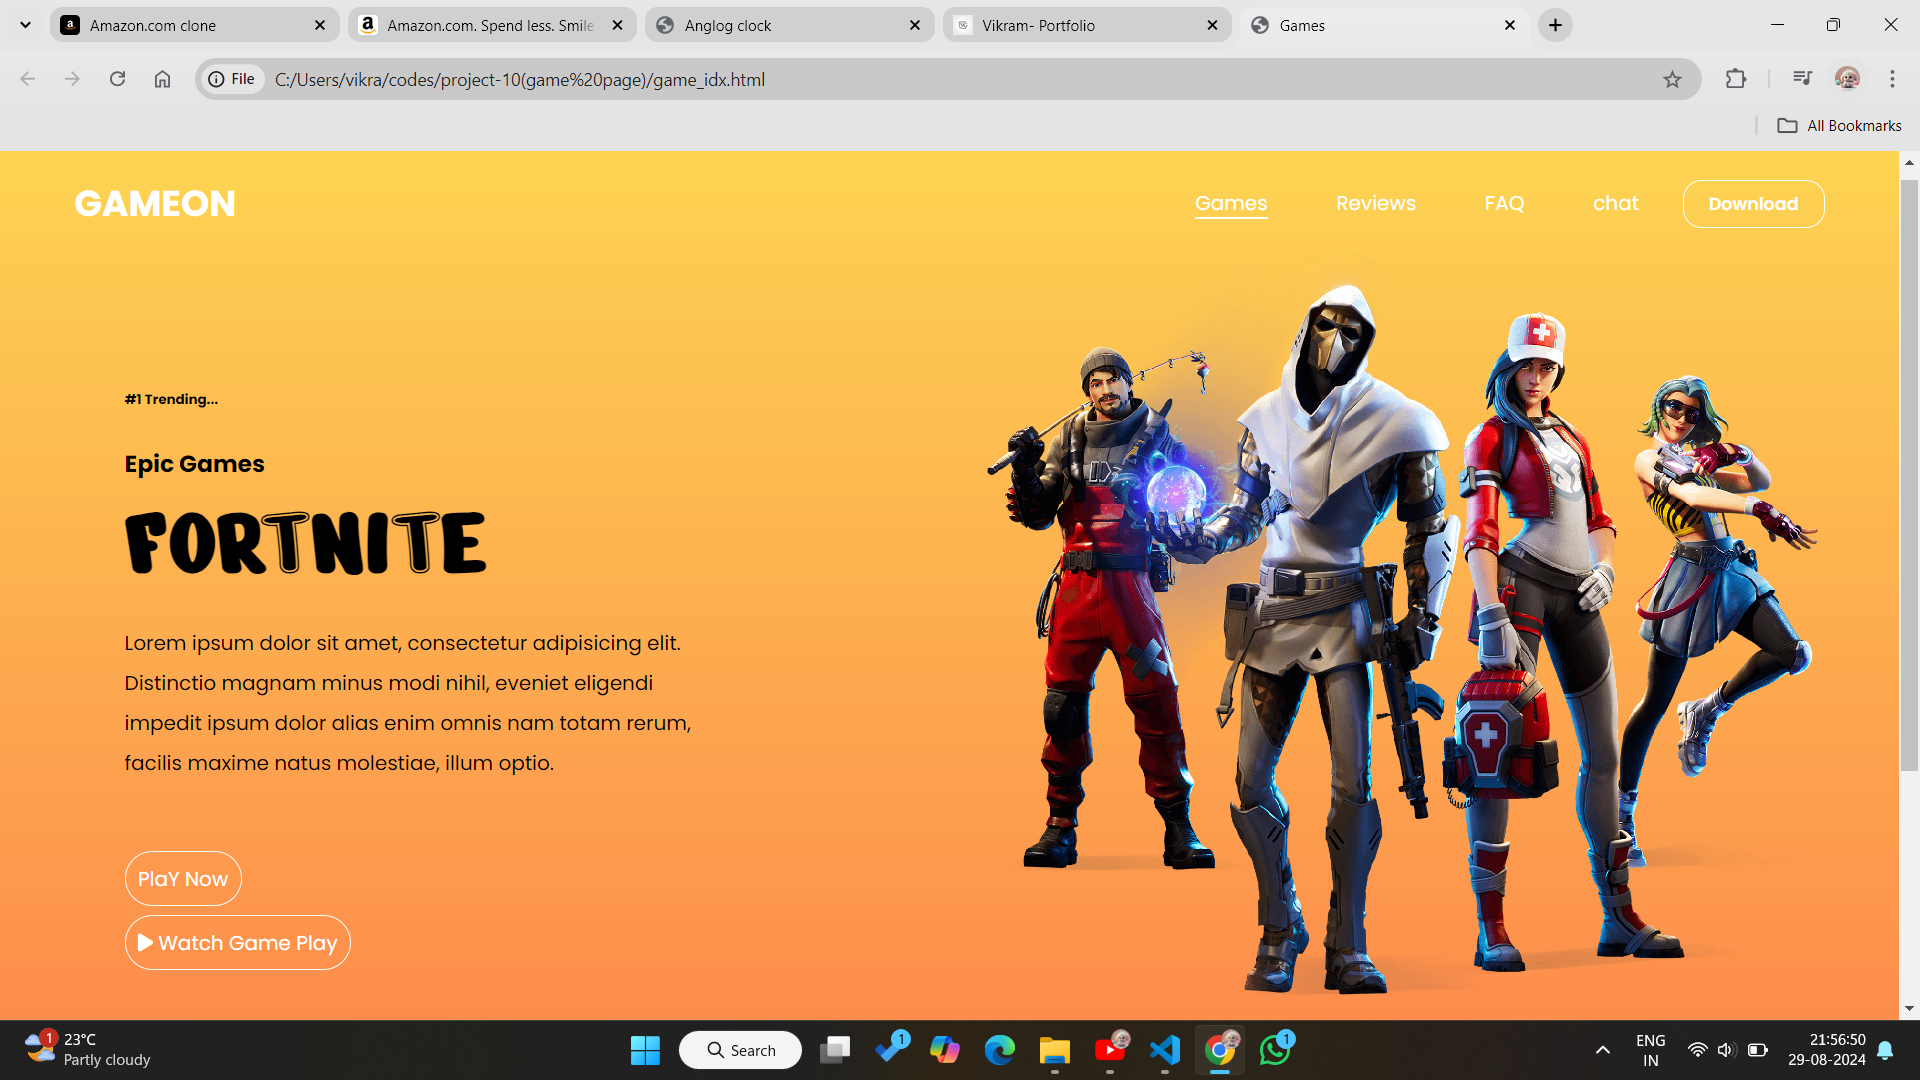 Amazon.com clone
Amazon.com. Spend less. Smile
Anglog clock
Vikram- Portfolio
Games
File
C:/Users/vikra/codes/project-10(game%20page)/game_idx.html
All Bookmarks
GAMEON
Games
Reviews
FAQ
chat
Download
#1 Trending...
Epic Games
FORTNITE
Lorem ipsum dolor sit amet, consectetur adipisicing elit.
Distinctio magnam minus modi nihil, eveniet eligendi
impedit ipsum dolor alias enim omnis nam totam rerum,
facilis maxime natus molestiae, illum optio.
PlaY Now
Watch Game Play
1
23°C
Partly cloudy
Search
1
1
ENG
IN
21:56:50
29-08-2024